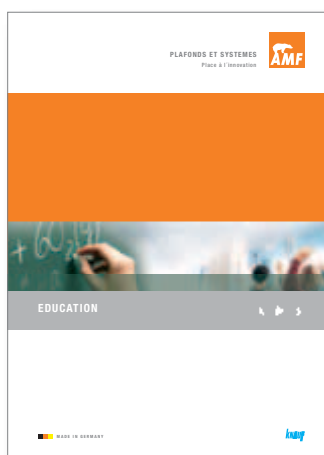 PLAFONDS ET SYSTEMES
Place à l'innovation
AMF
EDUCATION
MADE IN GERMANY
knauf